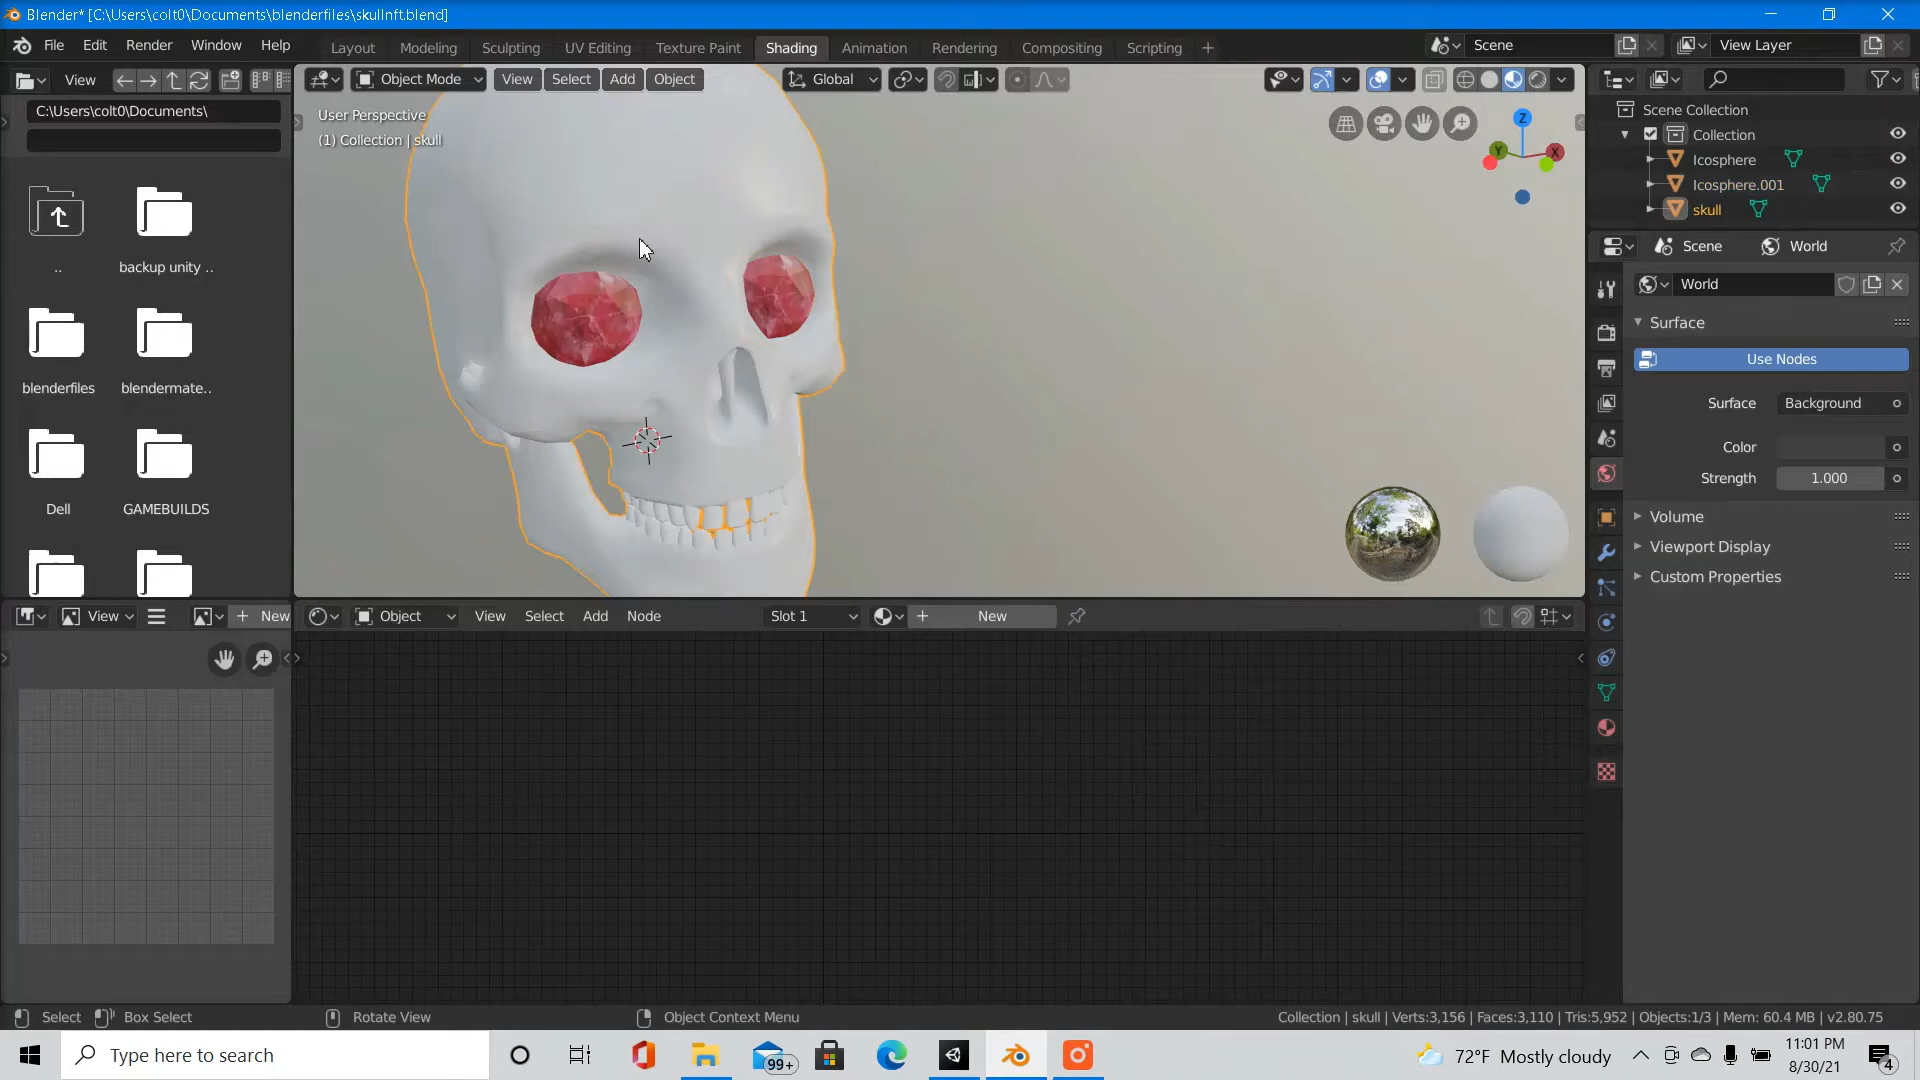 Blender* [C:\Users\colt0\Documents\blenderfiles\skullnft.blend]
File Edit Render Window Help
Layout Modeling Sculpting UV Editing Texture Paint Shading Animation Rendering Compositing Scripting +
Scene
View Layer
View
Object Mode
View Select Add Object
Global
C:\Users\colt0\Documents\
User Perspective
(1) Collection | skull
Z
Y
X
Scene Collection
Collection
Icosphere
Icosphere.001
skull
Scene World
World
Surface
Use Nodes
Surface Background
Color
Strength 1.000
Volume
Viewport Display
Custom Properties
..
backup unity ..
blenderfiles
blendermate..
Dell
GAMEBUILDS
View
+ New
Object
View Select Add Node
Slot 1
+ New
Select
Box Select
Rotate View
Object Context Menu
Collection | skull | Verts:3,156 | Faces:3,110 | Tris:5,952 | Objects:1/3 | Mem: 60.4 MB | v2.80.75
Type here to search
99+
72°F Mostly cloudy
11:01 PM
8/30/21
4